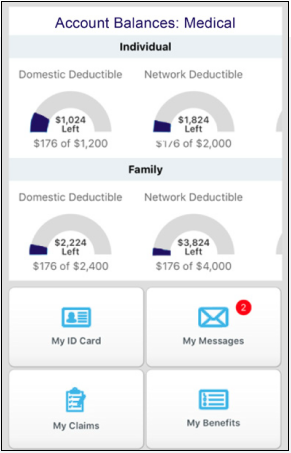 Account Balances: Medical
Individual
Domestic Deductible Network Deductible
$1,024 $1,824
Left Left
$176 of $1,200 $176 of $2,000
Family
Domestic Deductible Network Deductible
$2,224 $3,824
Left Left
$176 of $2,400 $176 of $4,000
2
My ID Card My Messages
My Claims My Benefits